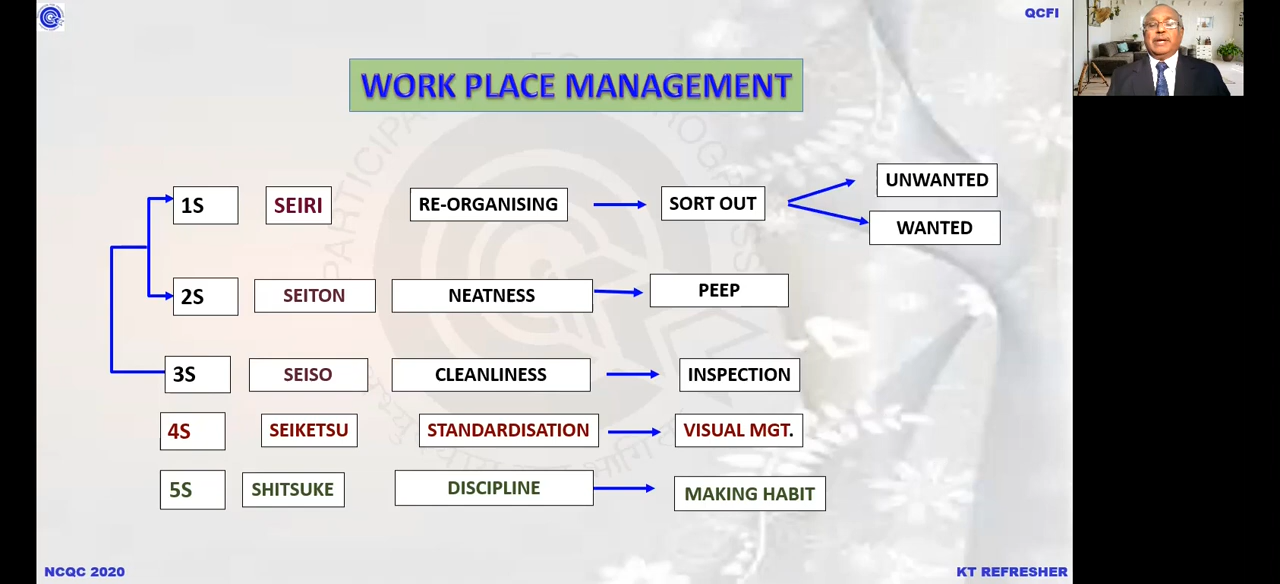 QCFI
WORK PLACE MANAGEMENT
1S SEIRI RE-ORGANISING SORT OUT UNWANTED
WANTED
2S SEITON NEATNESS PEEP
3S SEISO CLEANLINESS INSPECTION
4S SEIKETSU STANDARDISATION VISUAL MGT.
5S SHITSUKE DISCIPLINE MAKING HABIT
NCQC 2020 KT REFRESHER